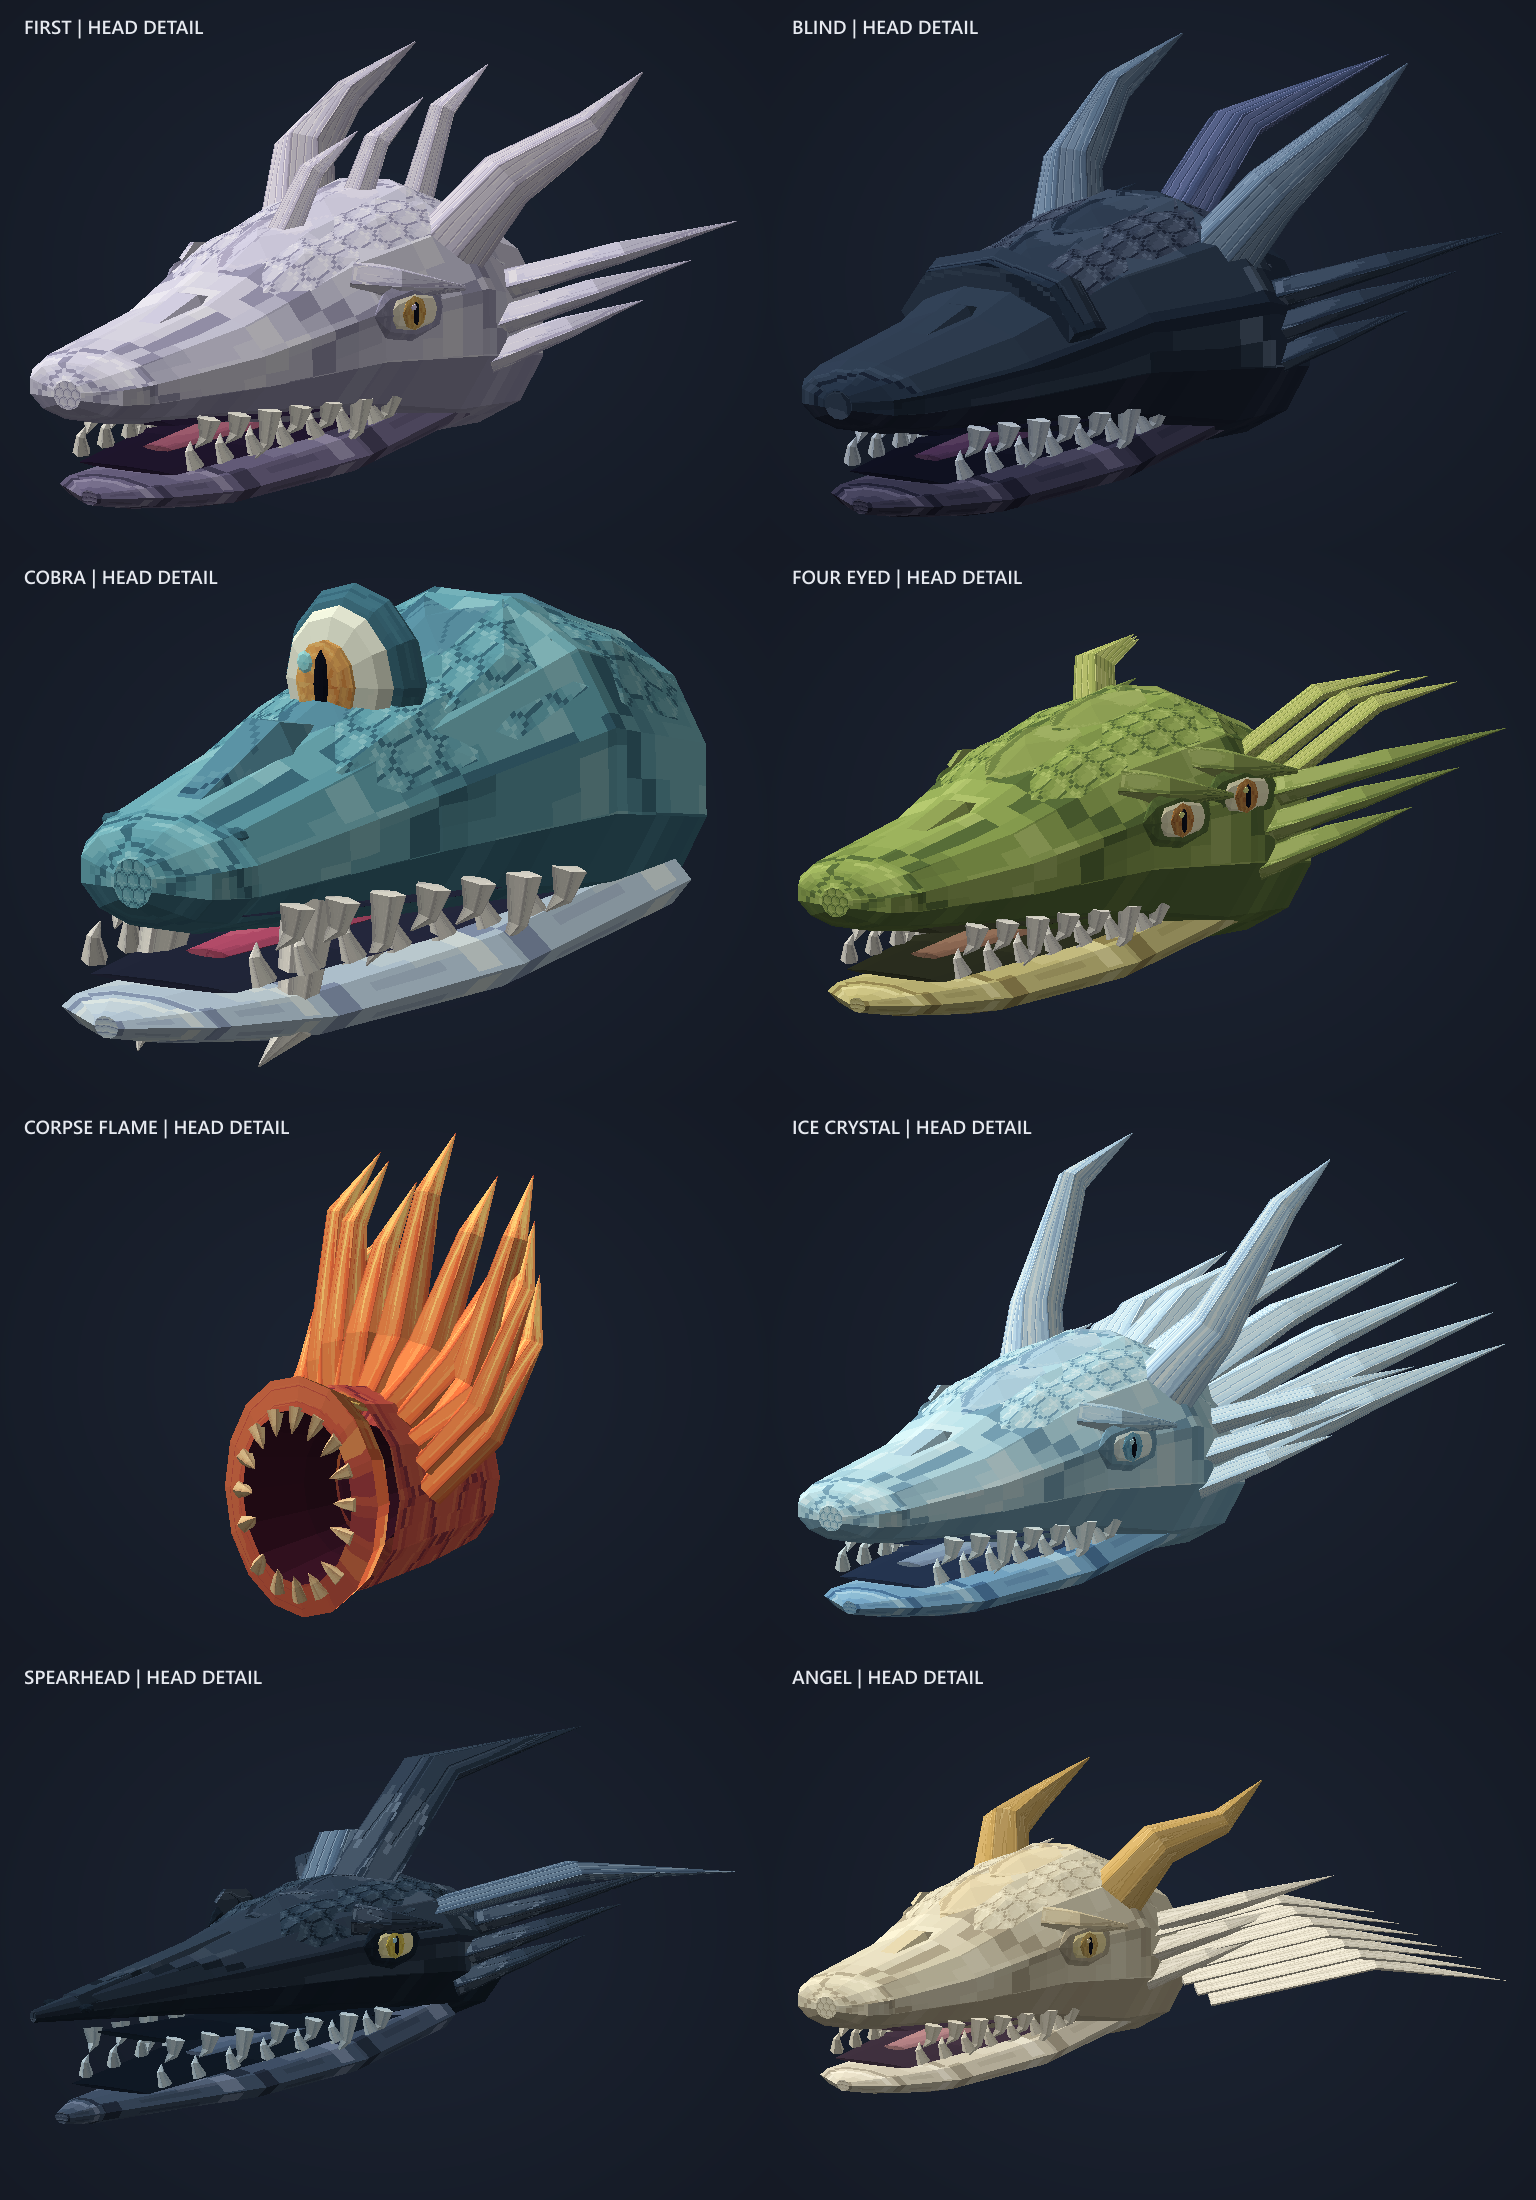 FIRST | HEAD DETAIL
BLIND | HEAD DETAIL
COBRA | HEAD DETAIL
FOUR EYED | HEAD DETAIL
CORPSE FLAME | HEAD DETAIL
ICE CRYSTAL | HEAD DETAIL
SPEARHEAD | HEAD DETAIL
ANGEL | HEAD DETAIL